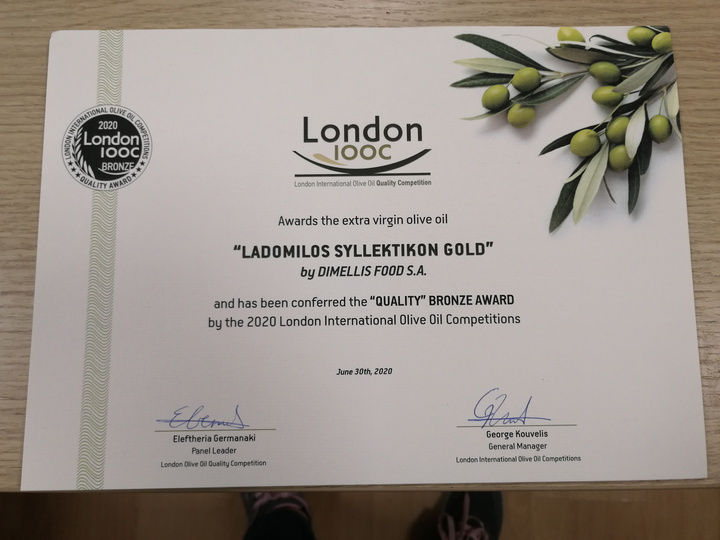 LONDON INTERNATIONAL OLIVE OIL COMPETITIONS
2020
London
IOOC
BRONZE
QUALITY AWARD
London
IOOC
London International Olive Oil Quality Competition
Awards the extra virgin olive oil
“LADOMILOS SYLLEKTIKON GOLD”
by DIMELLIS FOOD S.A.
and has been conferred the “QUALITY” BRONZE AWARD
by the 2020 London International Olive Oil Competitions
June 30th, 2020
Eleftheria Germanaki
Panel Leader
London Olive Oil Quality Competition
George Kouvelis
General Manager
London International Olive Oil Competitions